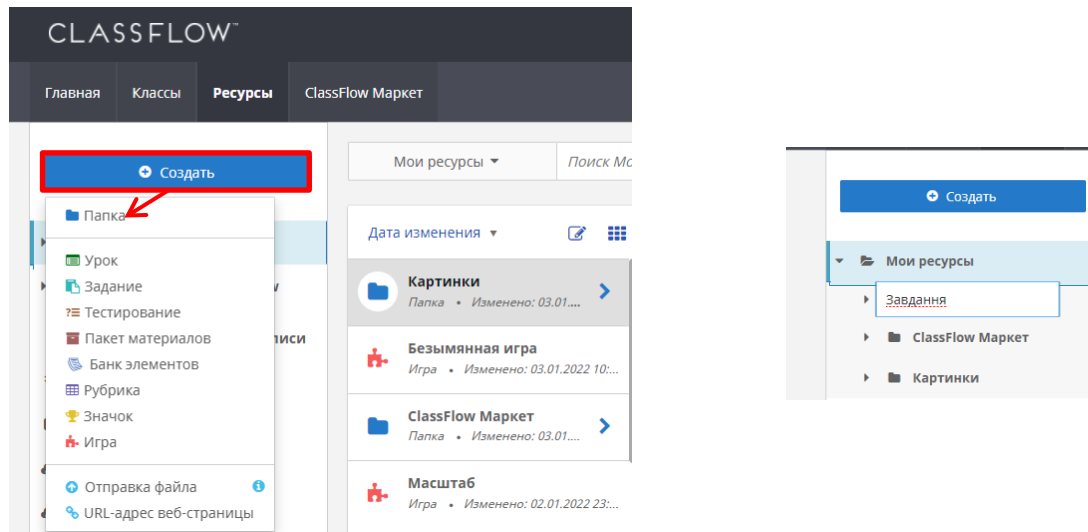 CLASSFLOW™
Главная Классы Ресурсы ClassFlow Маркет
Создать
Папка
Урок
Задание
?= Тестирование
Пакет материалов
Банк элементов
Рубрика
Значок
Игра
Отправка файла
URL-адрес веб-страницы
Мои ресурсы Поиск Мо
Дата изменения
Картинки
Папка • Изменено: 03.01....
Безымянная игра
Игра • Изменено: 03.01.2022 10:...
ClassFlow Маркет
Папка • Изменено: 03.01....
Масштаб
Игра • Изменено: 02.01.2022 23:...
Создать
Мои ресурсы
Завдання
ClassFlow Маркет
Картинки